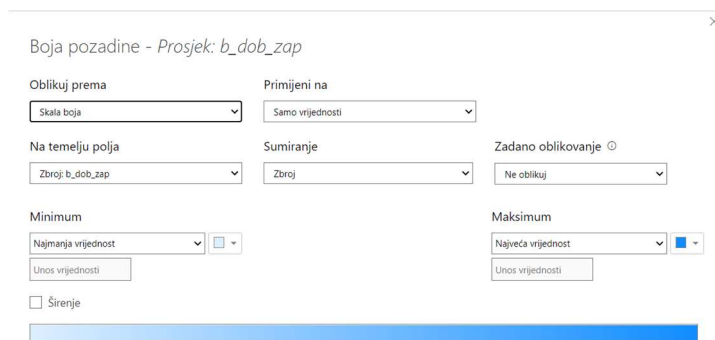 Boja pozadine - Prosjek: b_dob_zap
Oblikuj prema Primijeni na
Skala boja Samo vrijednosti
Na temelju polja Sumiranje Zadano oblikovanje
Zbroj: b_dob_zap Zbroj Ne oblikuj
Minimum Maksimum
Najmanja vrijednost Najveća vrijednost
Unos vrijednosti Unos vrijednosti
Širenje